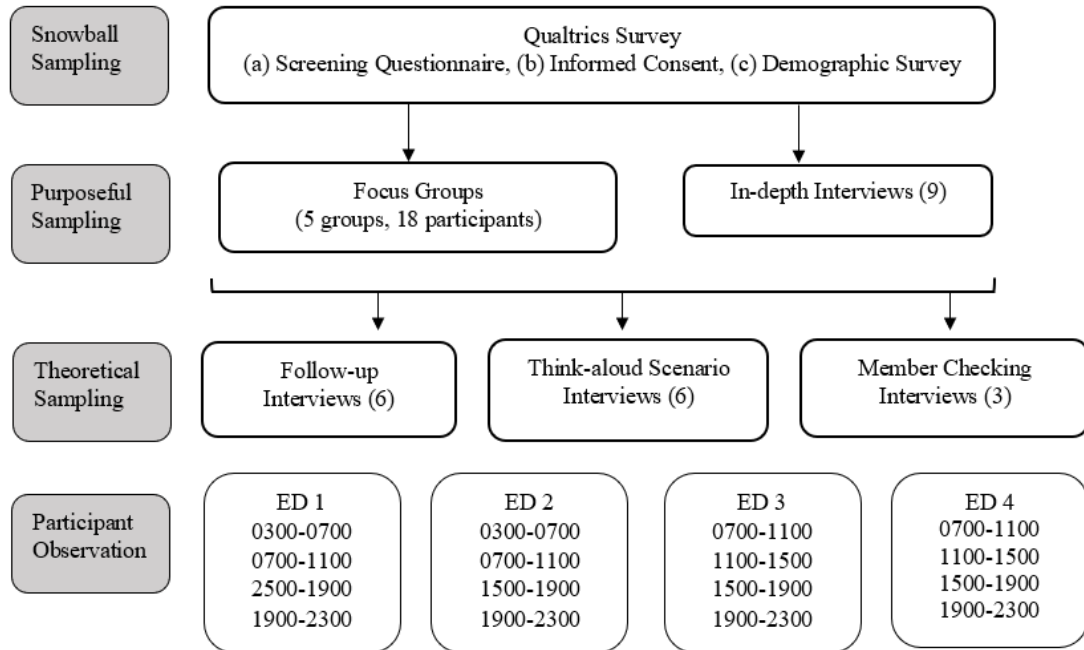 Snowball
Sampling
Qualtrics Survey
(a) Screening Questionnaire, (b) Informed Consent, (c) Demographic Survey
Purposeful
Sampling
Focus Groups
(5 groups, 18 participants)
In-depth Interviews (9)
Theoretical
Sampling
Follow-up
Interviews (6)
Think-aloud Scenario
Interviews (6)
Member Checking
Interviews (3)
Participant
Observation
ED 1
0300-0700
0700-1100
2500-1900
1900-2300
ED 2
0300-0700
0700-1100
1500-1900
1900-2300
ED 3
0700-1100
1100-1500
1500-1900
1900-2300
ED 4
0700-1100
1100-1500
1500-1900
1900-2300